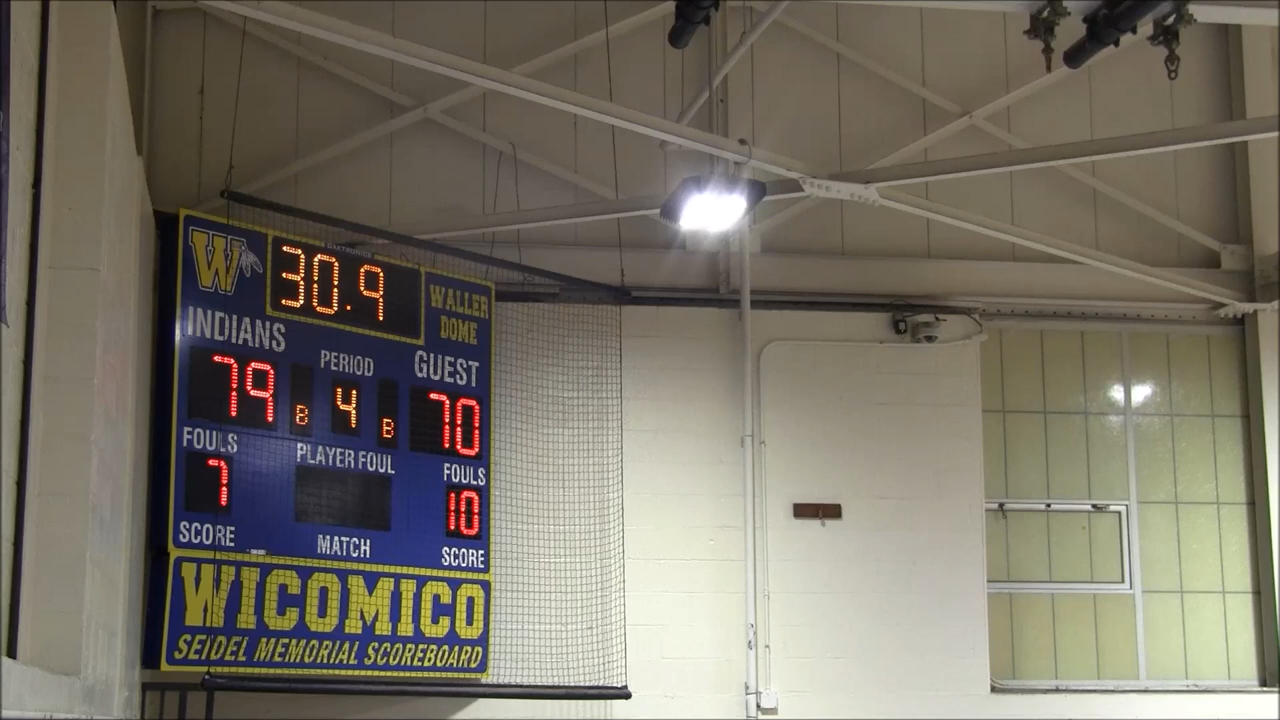 DAKTRONICS
W
30.9
WALLER
DOME
INDIANS
PERIOD
GUEST
79
B
4
B
70
FOULS
PLAYER FOUL
FOULS
7
10
SCORE
MATCH
SCORE
WICOMICO
SEIDEL MEMORIAL SCOREBOARD